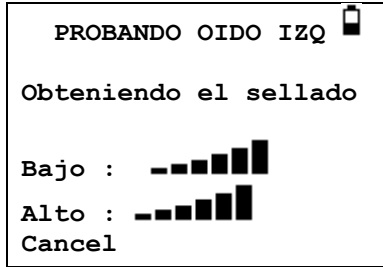 PROBANDO OIDO IZQ
Obteniendo el sellado
Bajo :
Alto :
Cancel